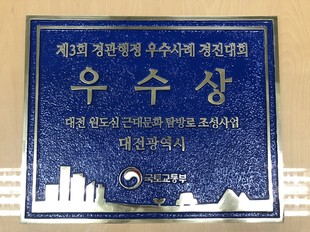 제3회 경관행정 우수사례 경진대회
우수상
대전 원도심 근대문화 탐방로 조성사업
대전광역시
국토교통부